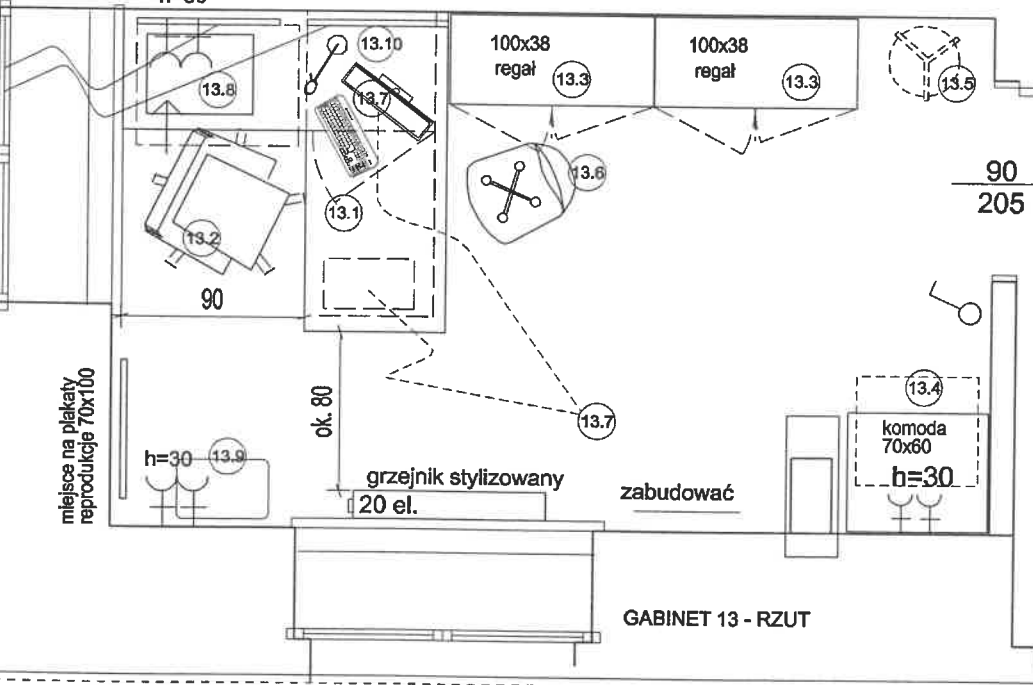 13.10
100x38
regał
13.3
100x38
regał
13.3
13.5
13.8
13.7
13.6
90
205
13.1
13.2
90
miejsce na plakaty
reprodukcje 70x100
ok. 80
13.4
13.7
komoda
70x60
h=30
h=30
13.9
grzejnik stylizowany
20 el.
zabudować
GABINET 13 - RZUT